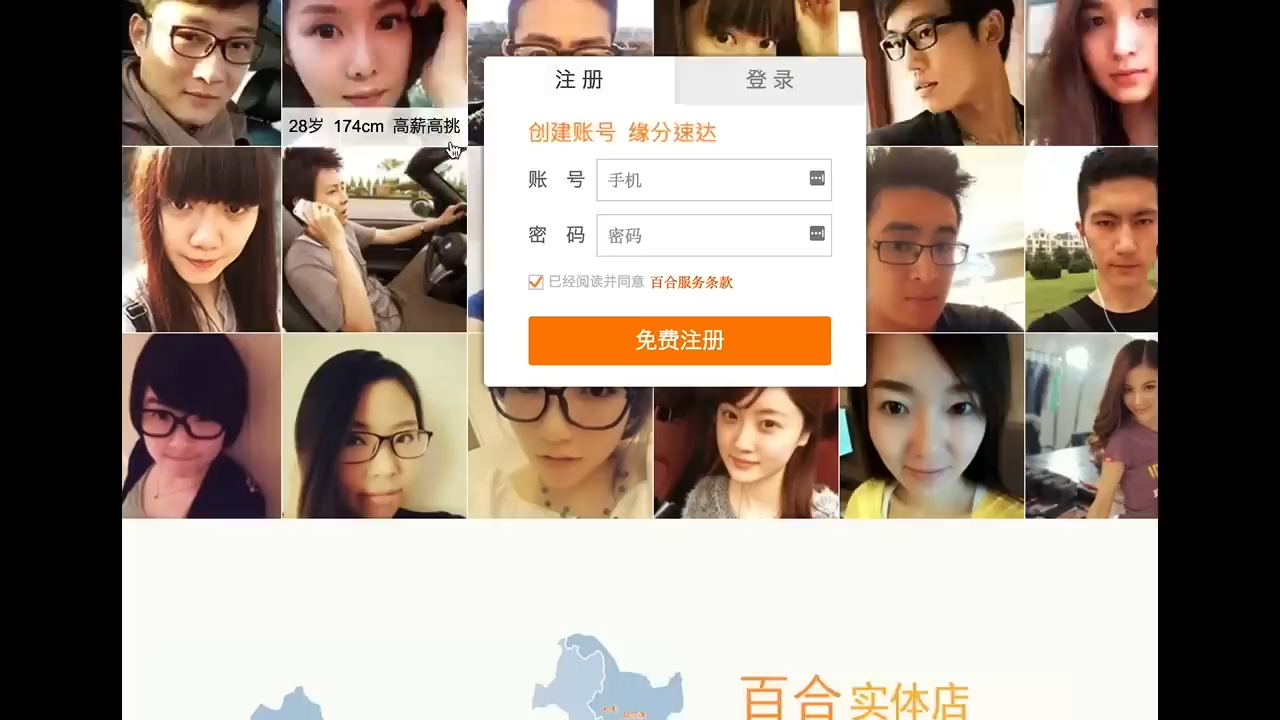 注 册
登 录
28岁 174cm 高薪高挑
创建账号 缘分速达
账 号 手机
密 码 密码
已经阅读并同意 百合服务条款
免费注册
百合 实体店